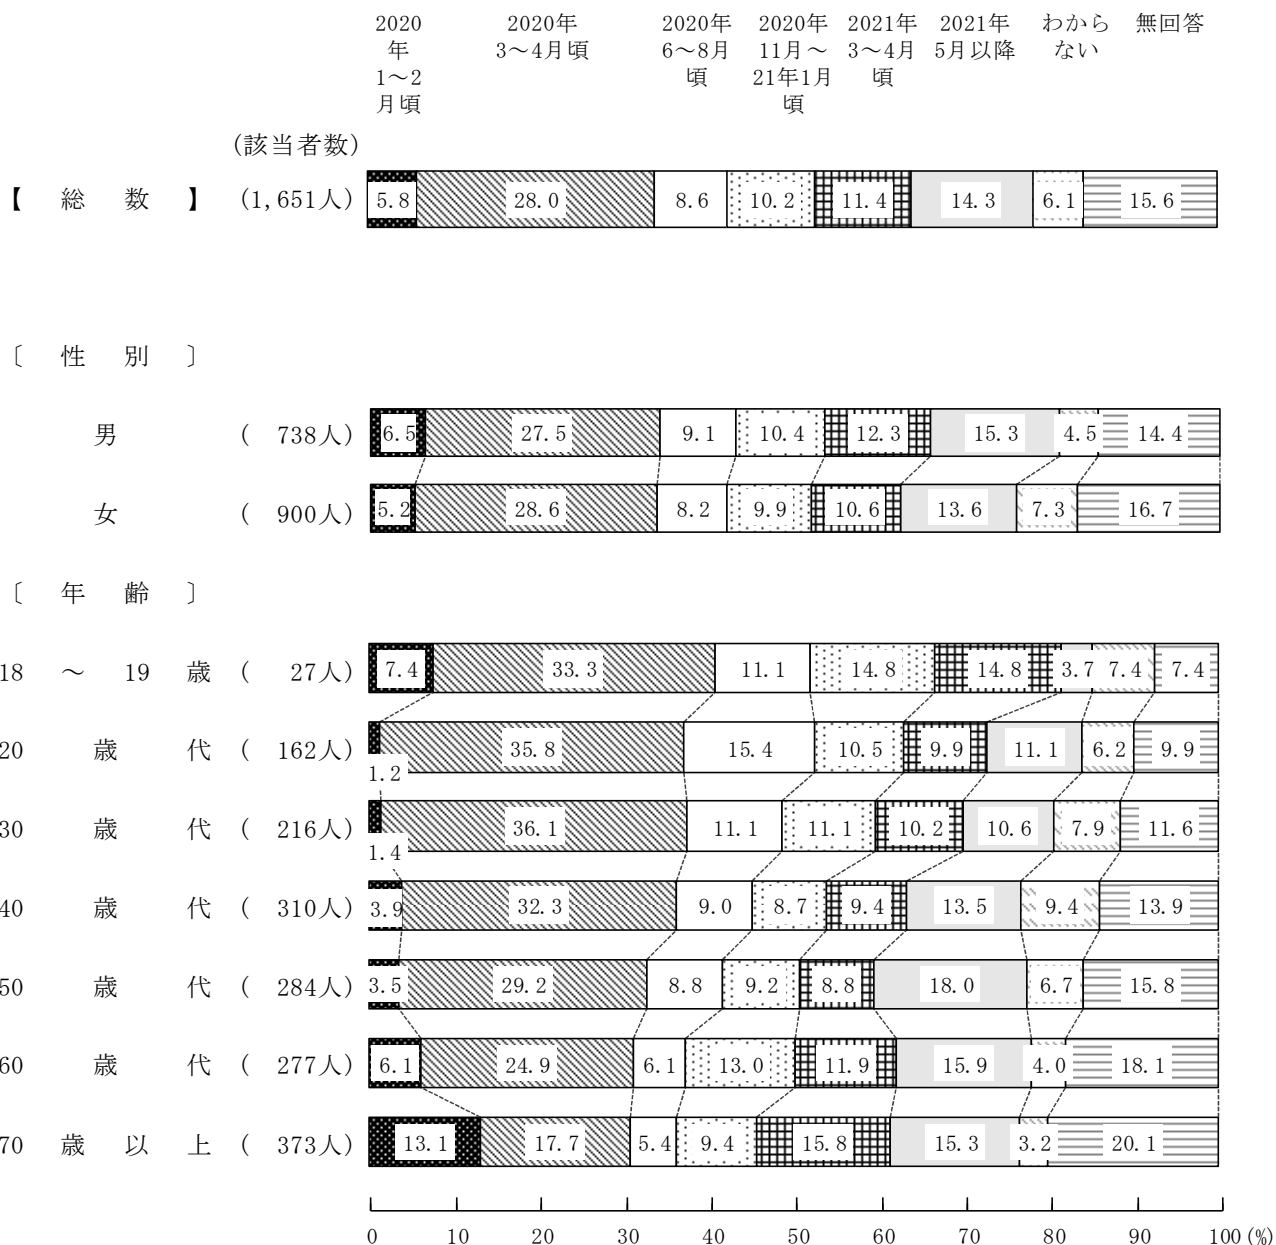 2020年1～2月頃
2020年3～4月頃
2020年6～8月頃
2020年11月～21年1月頃
2021年3～4月頃
2021年5月以降
わからない
無回答
(該当者数)
【 総 数 】 (1,651人) 5.8 28.0 8.6 10.2 11.4 14.3 6.1 15.6
〔 性 別 〕
男 ( 738人) 6.5 27.5 9.1 10.4 12.3 15.3 4.5 14.4
女 ( 900人) 5.2 28.6 8.2 9.9 10.6 13.6 7.3 16.7
〔 年 齢 〕
18 ～ 19 歳 ( 27人) 7.4 33.3 11.1 14.8 14.8 3.7 7.4 7.4
20 歳 代 ( 162人) 1.2 35.8 15.4 10.5 9.9 11.1 6.2 9.9
30 歳 代 ( 216人) 1.4 36.1 11.1 11.1 10.2 10.6 7.9 11.6
40 歳 代 ( 310人) 3.9 32.3 9.0 8.7 9.4 13.5 9.4 13.9
50 歳 代 ( 284人) 3.5 29.2 8.8 9.2 8.8 18.0 6.7 15.8
60 歳 代 ( 277人) 6.1 24.9 6.1 13.0 11.9 15.9 4.0 18.1
70 歳 以 上 ( 373人) 13.1 17.7 5.4 9.4 15.8 15.3 3.2 20.1
0 10 20 30 40 50 60 70 80 90 100 (%)